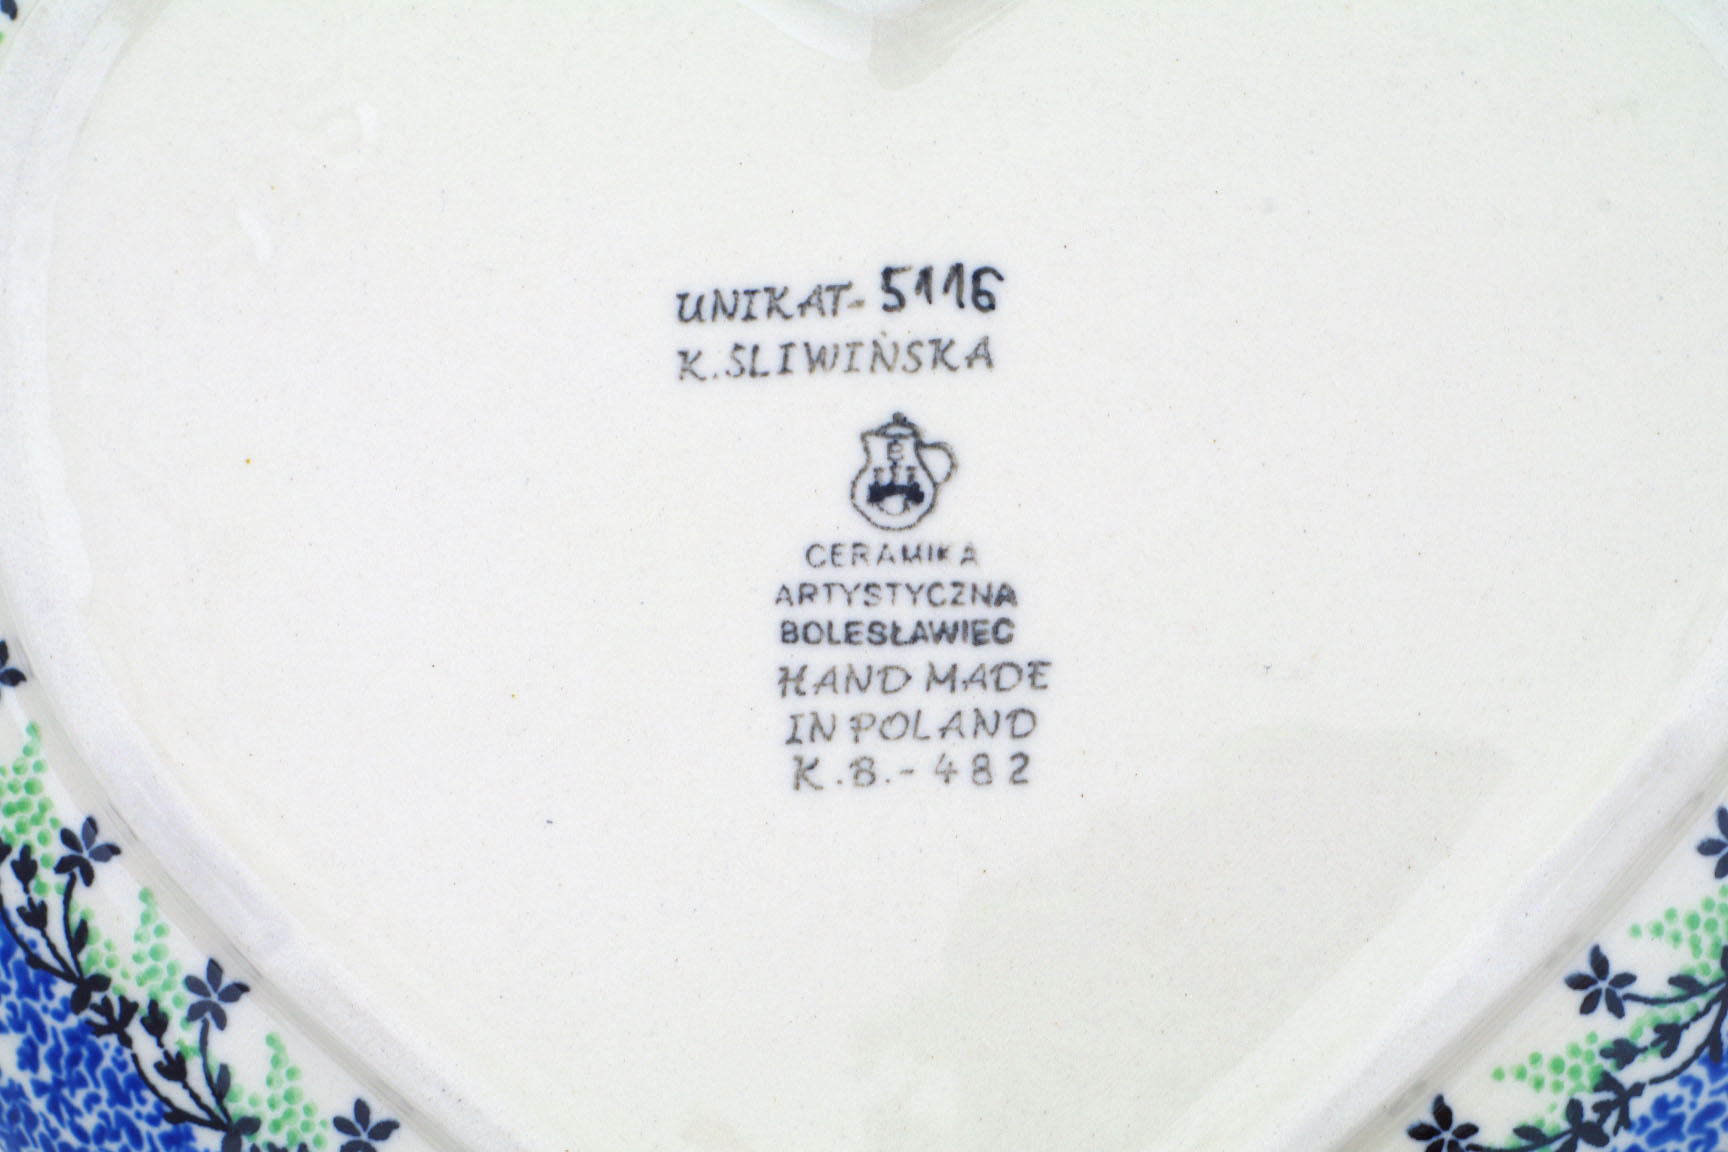 UNIKAT-5116
K.SLIWIŃSKA
B
CERAMIKA
ARTYSTYCZNA
BOLESŁAWIEC
HAND MADE
IN POLAND
K.B.-482